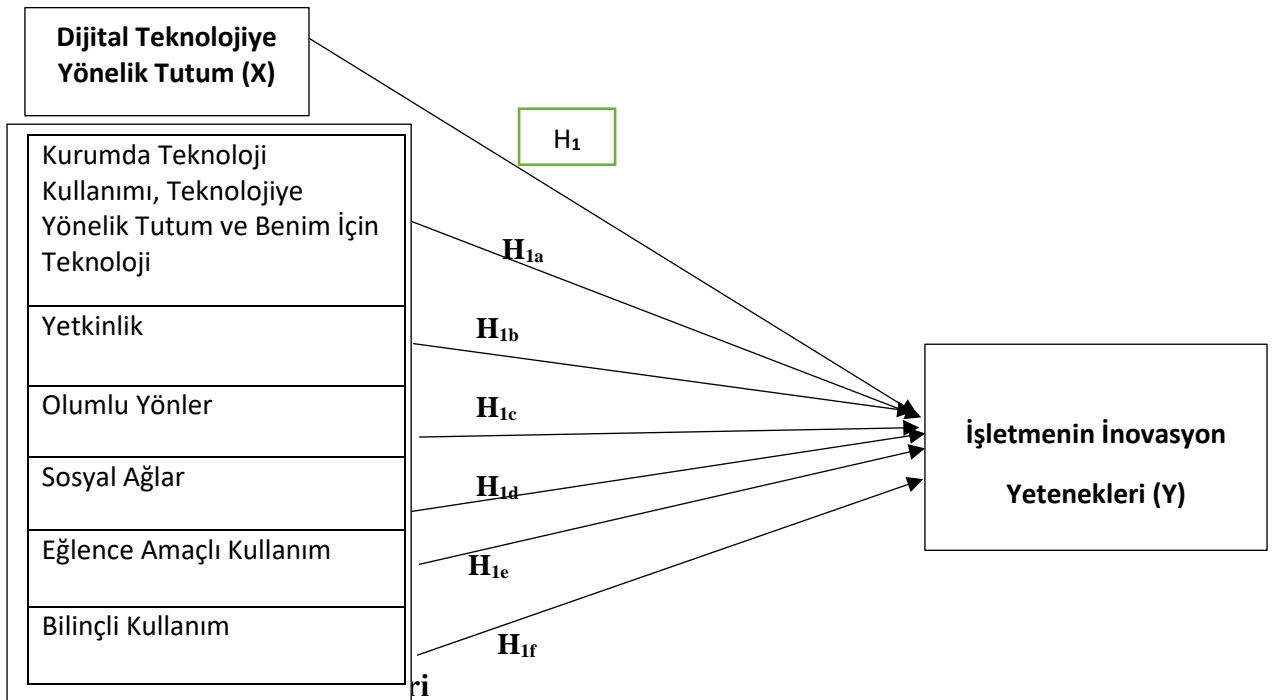 Dijital Teknolojiye
Yönelik Tutum (X)
H₁
Kurumda Teknoloji
Kullanımı, Teknolojiye
Yönelik Tutum ve Benim İçin
Teknoloji
H1a
Yetkinlik
H1b
Olumlu Yönler
H1c
İşletmenin İnovasyon
Yetenekleri (Y)
Sosyal Ağlar
H1d
Eğlence Amaçlı Kullanım
H1e
Bilinçli Kullanım
H1f